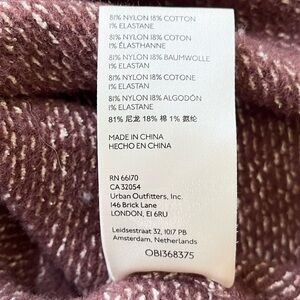 81% NYLON 18% COTTON
1% ELASTANE
81% NYLON 18% COTON
1% ÉLASTHANNE
81% NYLON 18% BAUMWOLLE
1% ELASTAN
81% NYLON 18% COTONE
1% ELASTAN
81% NYLON 18% ALGODÓN
1% ELASTANO
81% 尼龙 18% 棉 1% 氨纶
MADE IN CHINA
HECHO EN CHINA
RN 66170
CA 32054
Urban Outfitters, Inc.
146 Brick Lane
LONDON, E1 6RU
Leidsestraat 32, 1017 PB
Amsterdam, Netherlands
OB1368375